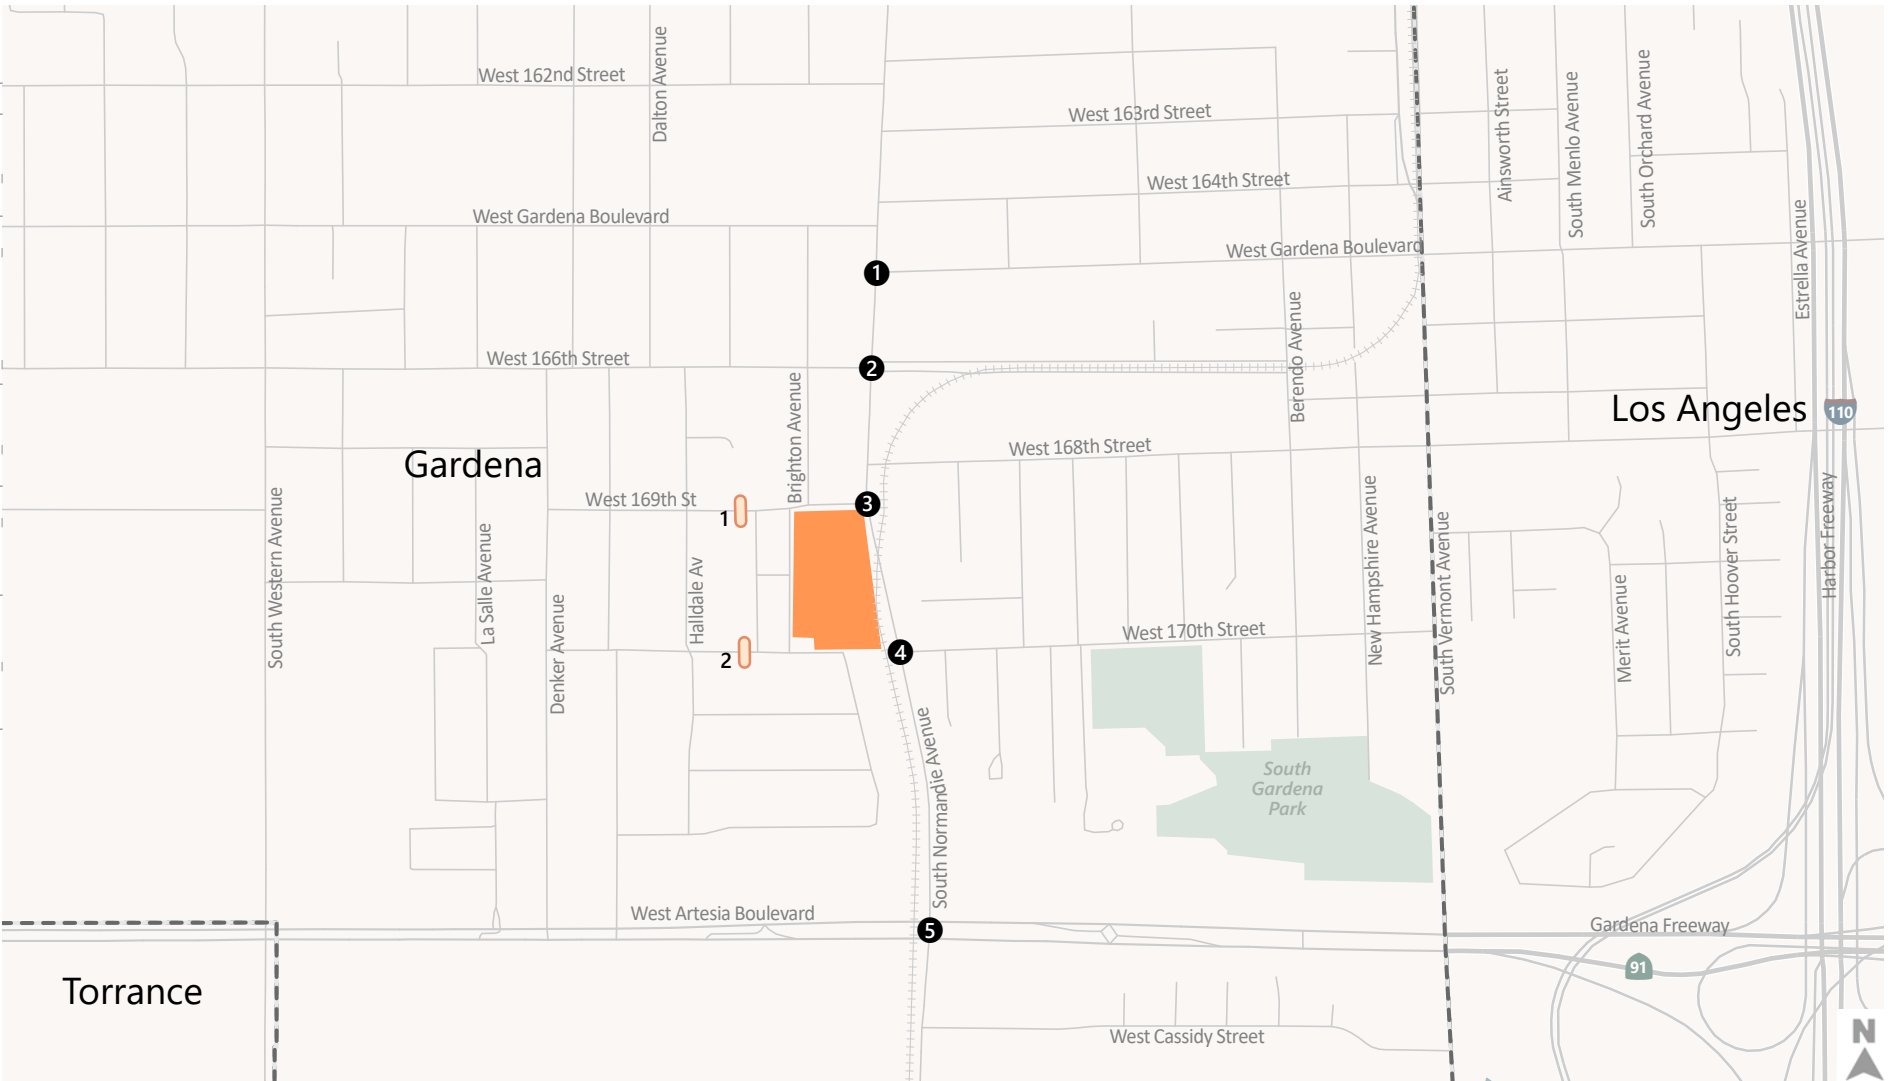 West 162nd Street
Dalton Avenue
West 163rd Street
Ainsworth Street
South Menlo Avenue
South Orchard Avenue
West 164th Street
West Gardena Boulevard
West Gardena Boulevard
Estrella Avenue
1
West 166th Street
2
Berendo Avenue
Brighton Avenue
Los Angeles
110
Gardena
West 168th Street
West 169th St
1
3
South Western Avenue
La Salle Avenue
Denker Avenue
Halldale Av
New Hampshire Avenue
South Vermont Avenue
Merit Avenue
South Hoover Street
Harbor Freeway
2
4
West 170th Street
South Normandie Avenue
South
Gardena
Park
West Artesia Boulevard
5
Gardena Freeway
91
Torrance
West Cassidy Street
N